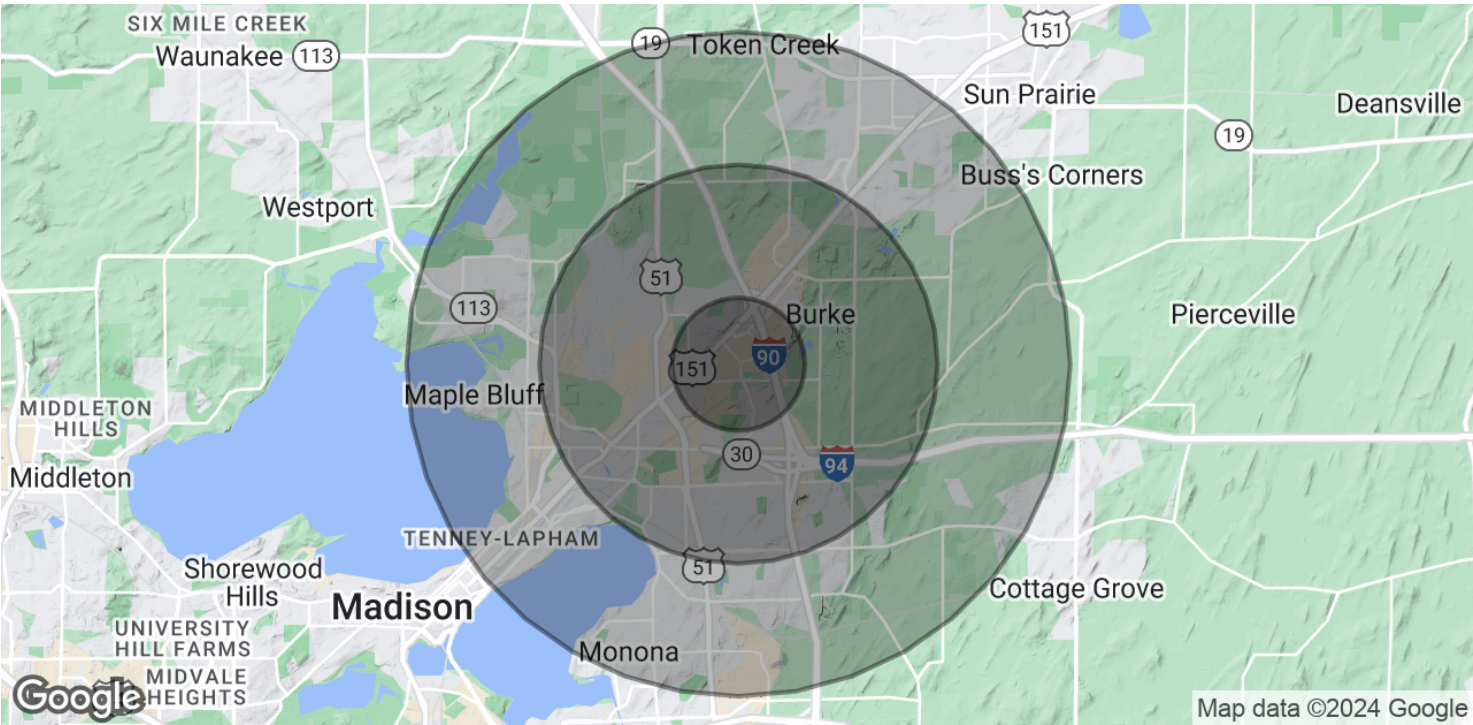 SIX MILE CREEK
Waunakee 113
19
Token Creek
151
Sun Prairie
Deansville
19
Buss's Corners
Westport
51
113
Burke
Pierceville
90
151
Maple Bluff
MIDDLETON
HILLS
30
94
Middleton
TENNEY-LAPHAM
51
Shorewood
Hills
Cottage Grove
Madison
UNIVERSITY
HILL FARMS
Monona
MIDVALE
HEIGHTS
Google
Map data ©2024 Google